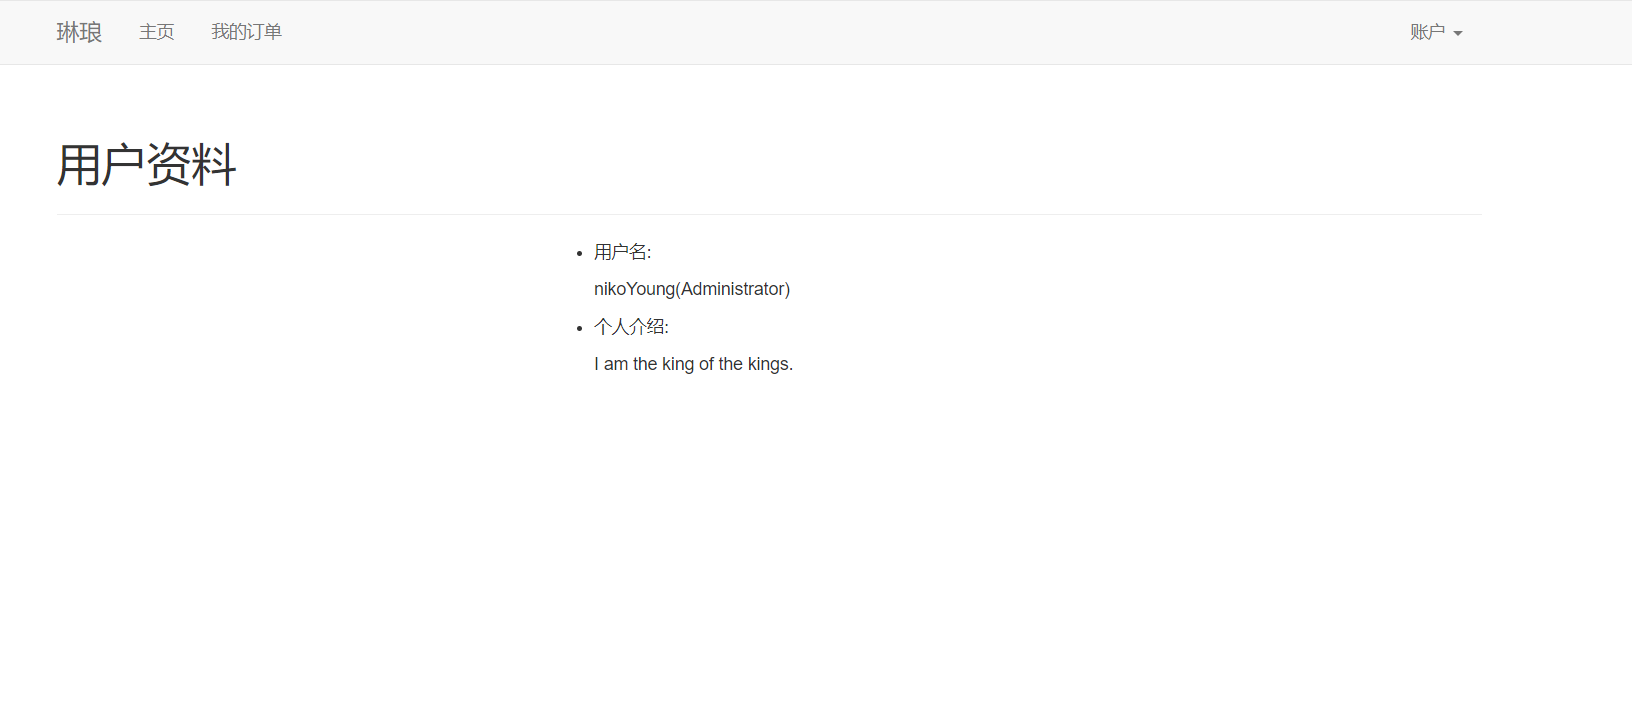 琳琅 主页 我的订单 账户
用户资料
用户名:
nikoYoung(Administrator)
个人介绍:
I am the king of the kings.